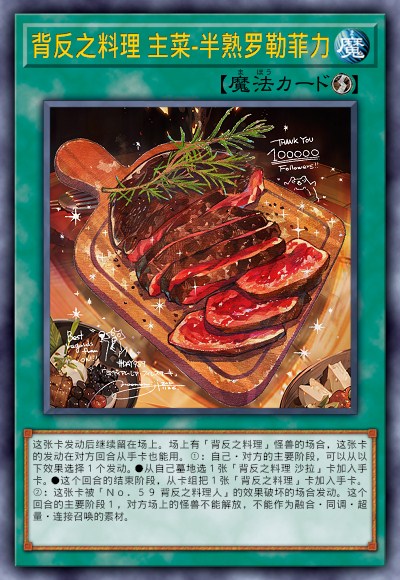 背反之料理 主菜-半熟罗勒菲力 魔
【魔法カード】
THANK YOU
100000
Followers!!
Best
regards
这张卡发动后继续留在场上。场上有「背反之料理」怪兽的场合，这张卡
的发动在对方回合从手卡也能用。①：自己·对方的主要阶段，可以从以
下效果选择１个发动。●从自己墓地选１张「背反之料理 沙拉」卡加入手
卡。●这个回合的结束阶段，从卡组把１张「背反之料理」卡加入手卡。
②：这张卡被「Ｎｏ．５９ 背反之料理人」的效果破坏的场合发动。这个
回合的主要阶段１，对方场上的怪兽不能解放，不能作为融合·同调·超
量·连接召唤的素材。